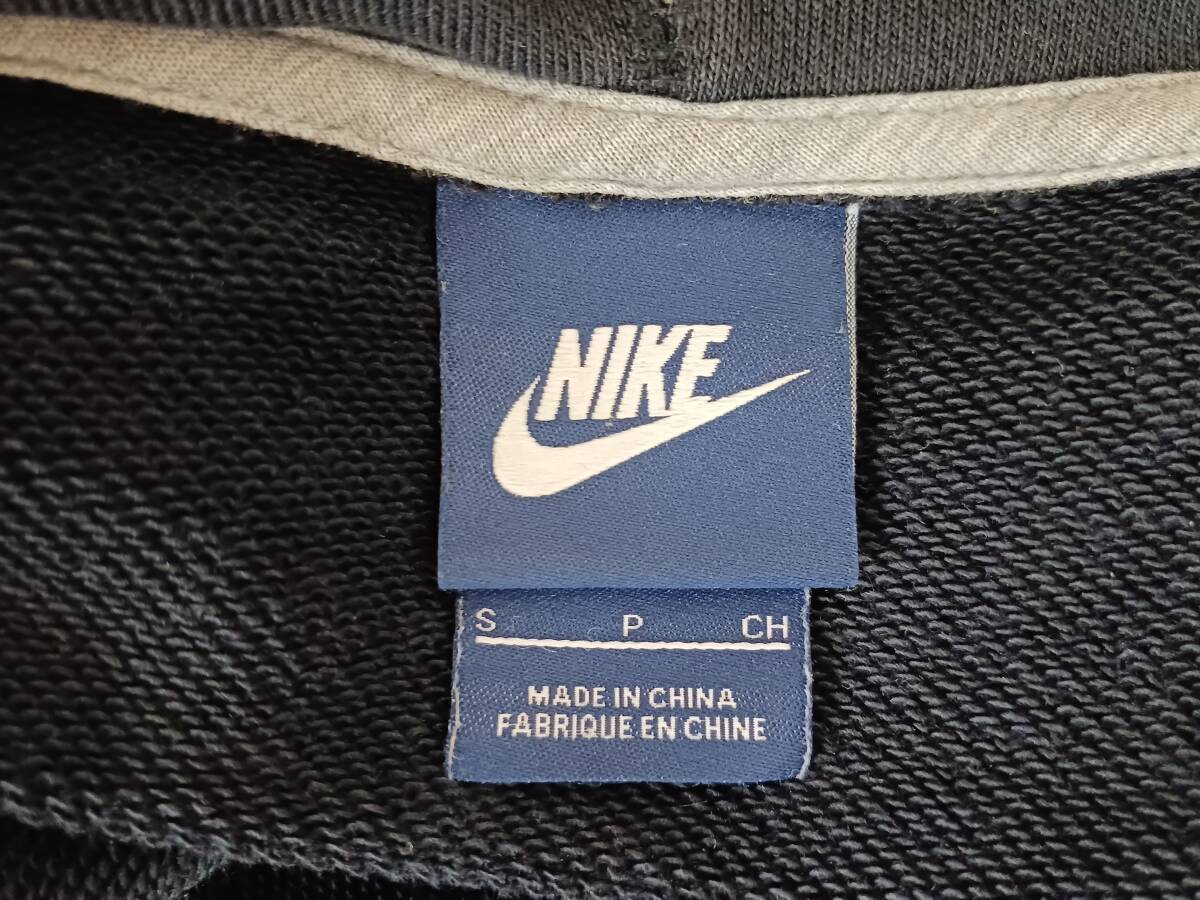 NIKE
S P CH
MADE IN CHINA
FABRIQUE EN CHINE